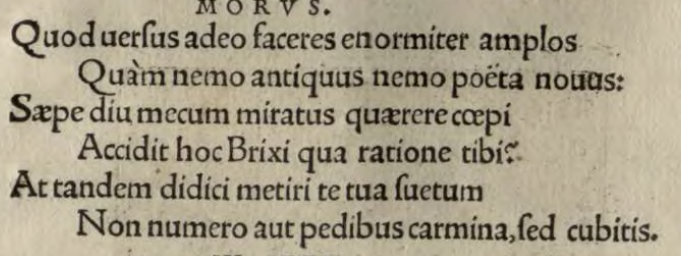 MORVS.
Quod uerſus adeo faceres enormiter amplos
Quàm nemo antiquus nemo poëta nouus:
Sæpe diu mecum miratus quærere cœpi
Accidit hoc Brixi qua ratione tibi?
At tandem didici metiri te tua ſuetum
Non numero aut pedibus carmina, ſed cubitis.